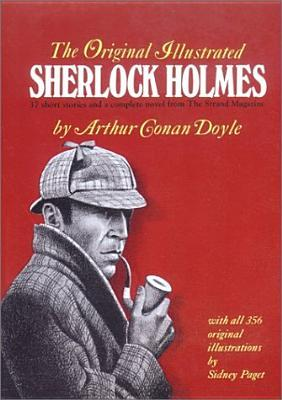 The Original Illustrated
SHERLOCK HOLMES
37 short stories and a complete novel from The Strand Magazine
by Arthur Conan Doyle
with all 356
original
illustrations
by
Sidney Paget